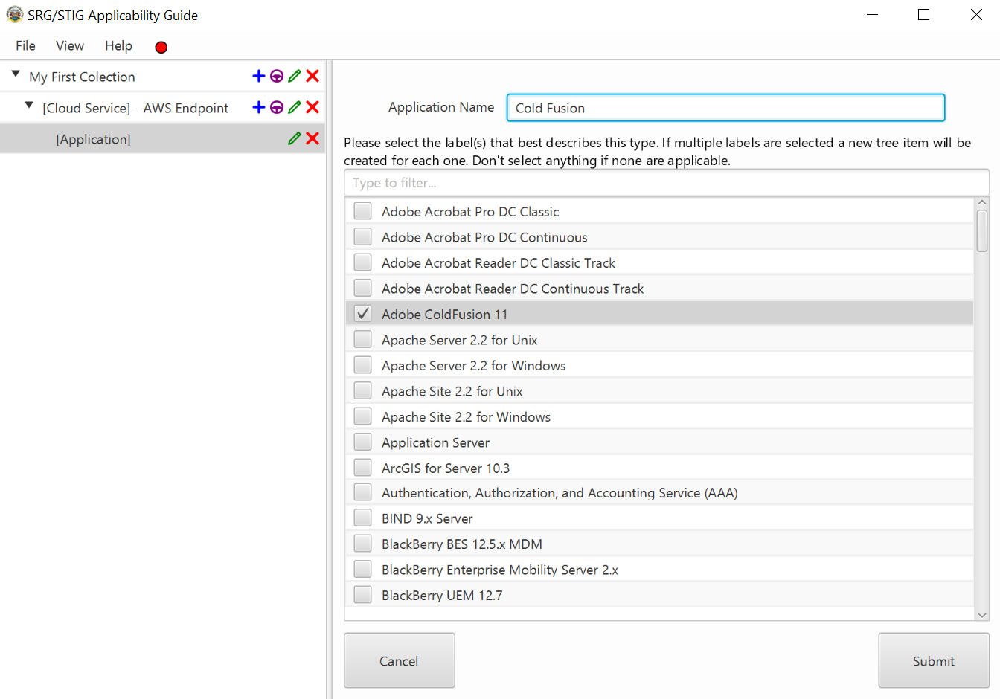 SRG/STIG Applicability Guide
File View Help
My First Colection
[Cloud Service] - AWS Endpoint
[Application]
Application Name Cold Fusion
Please select the label(s) that best describes this type. If multiple labels are selected a new tree item will be
created for each one. Don't select anything if none are applicable.
Type to filter...
Adobe Acrobat Pro DC Classic
Adobe Acrobat Pro DC Continuous
Adobe Acrobat Reader DC Classic Track
Adobe Acrobat Reader DC Continuous Track
Adobe ColdFusion 11
Apache Server 2.2 for Unix
Apache Server 2.2 for Windows
Apache Site 2.2 for Unix
Apache Site 2.2 for Windows
Application Server
ArcGIS for Server 10.3
Authentication, Authorization, and Accounting Service (AAA)
BIND 9.x Server
BlackBerry BES 12.5.x MDM
BlackBerry Enterprise Mobility Server 2.x
BlackBerry UEM 12.7
Cancel Submit